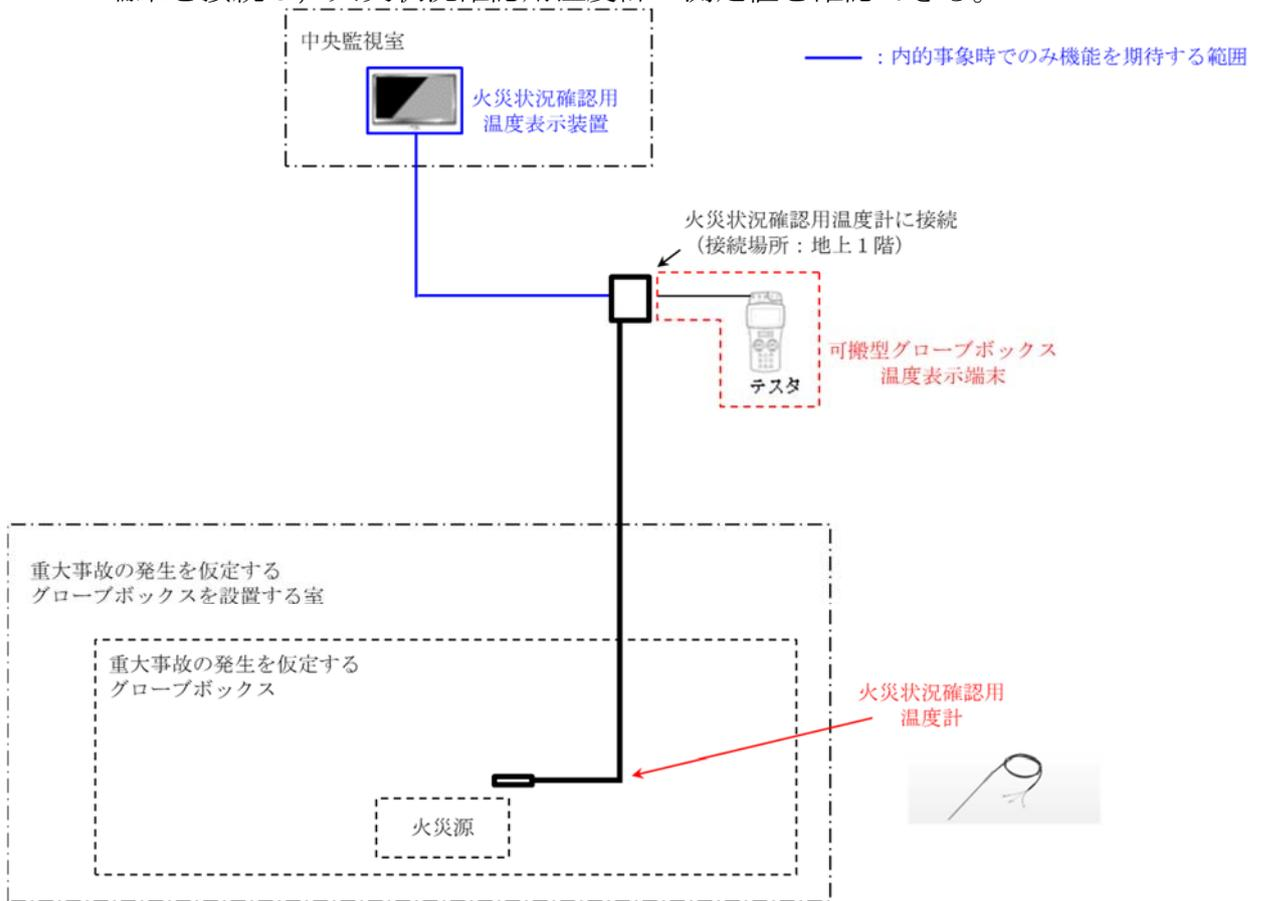 中央監視室
火災状況確認用
温度表示装置
：内的事象時でのみ機能を期待する範囲
火災状況確認用温度計に接続
（接続場所：地上１階）
テスタ
可搬型グローブボックス
温度表示端末
重大事故の発生を仮定する
グローブボックスを設置する室
重大事故の発生を仮定する
グローブボックス
火災状況確認用
温度計
火災源